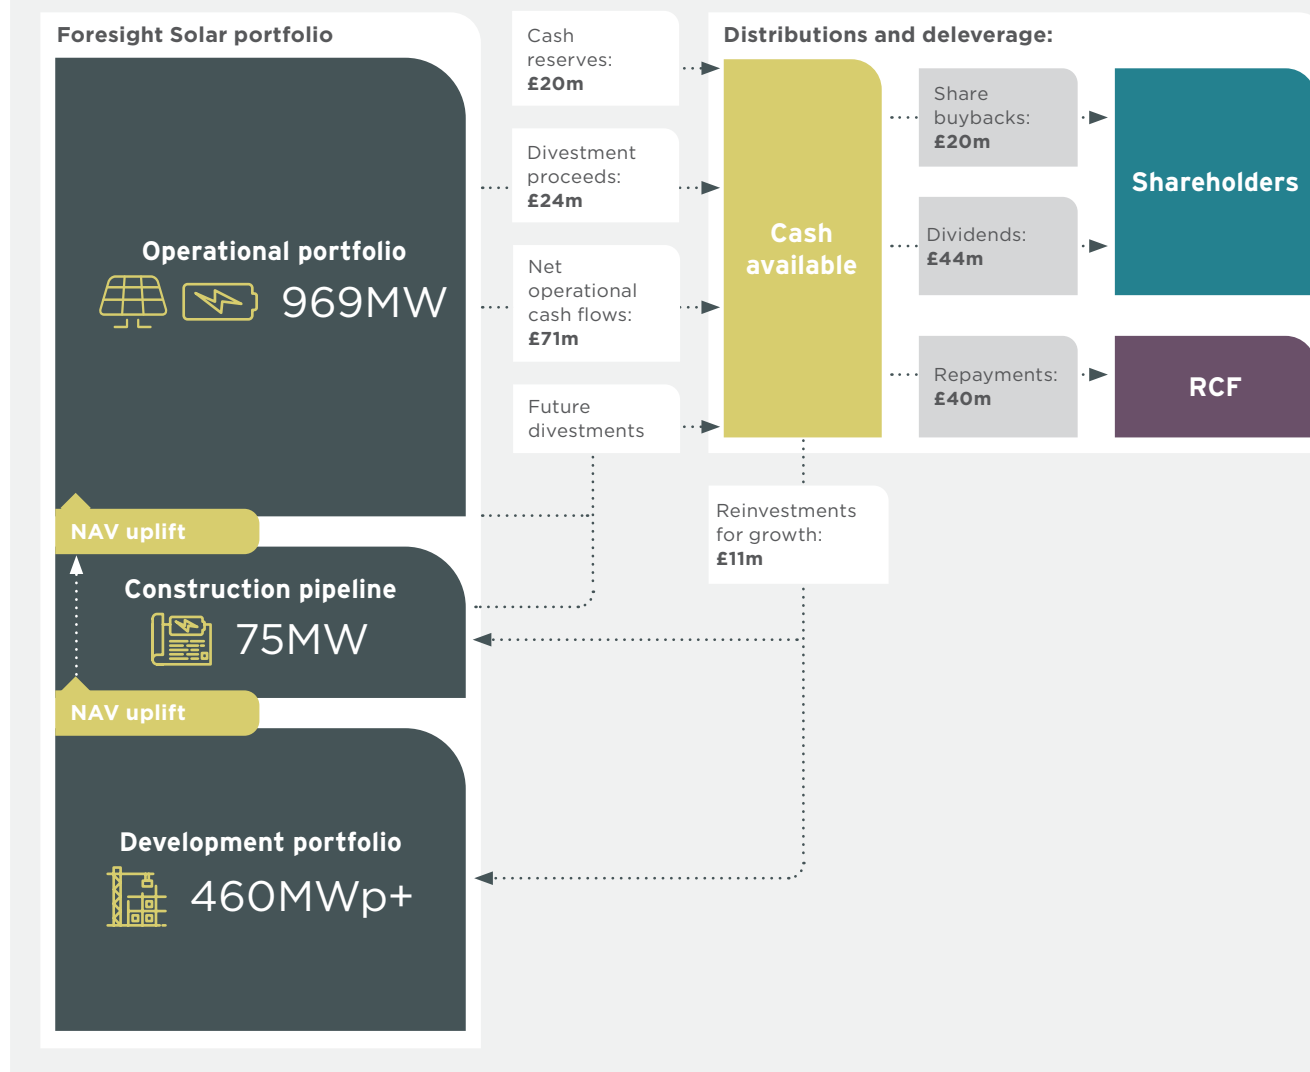 Foresight Solar portfolio
Operational portfolio
969MW
NAV uplift
Construction pipeline
75MW
NAV uplift
Development portfolio
460MWp+
Cash
reserves:
£20m
Divestment
proceeds:
£24m
Net
operational
cash flows:
£71m
Future
divestments
Distributions and deleverage:
Cash
available
Share
buybacks:
£20m
Dividends:
£44m
Repayments:
£40m
Shareholders
RCF
Reinvestments
for growth:
£11m